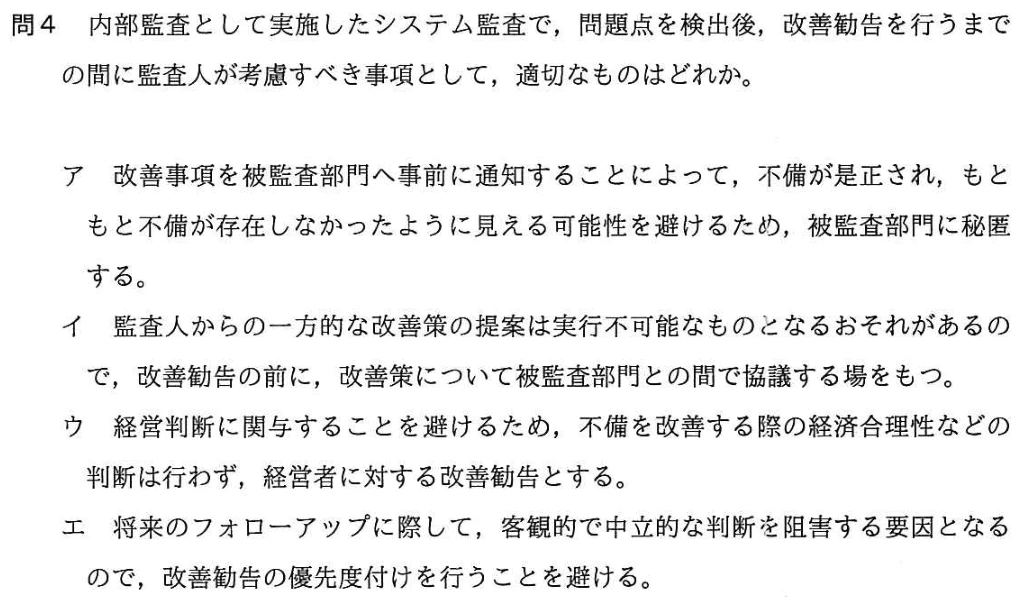 問4 内部監査として実施したシステム監査で，問題点を検出後，改善勧告を行うまで
の間に監査人が考慮すべき事項として，適切なものはどれか。
ア 改善事項を被監査部門へ事前に通知することによって，不備が是正され，もと
もと不備が存在しなかったように見える可能性を避けるため，被監査部門に秘匿
する。
イ 監査人からの一方的な改善策の提案は実行不可能なものとなるおそれがあるの
で，改善勧告の前に，改善策について被監査部門との間で協議する場をもつ。
ウ 経営判断に関与することを避けるため，不備を改善する際の経済合理性などの
判断は行わず，経営者に対する改善勧告とする。
エ 将来のフォローアップに際して，客観的で中立的な判断を阻害する要因となる
ので，改善勧告の優先度付けを行うことを避ける。